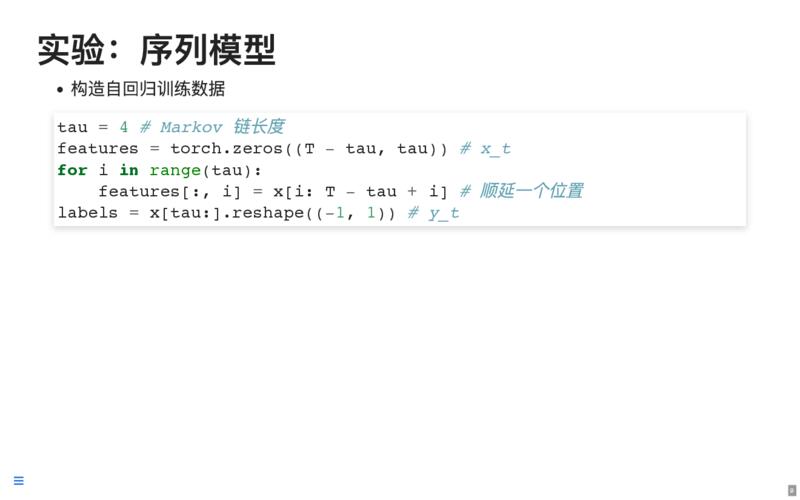 实验：序列模型
• 构造自回归训练数据
tau = 4 # Markov 链长度
features = torch.zeros((T - tau, tau)) # x_t
for i in range(tau):
    features[:, i] = x[i: T - tau + i] # 顺延一个位置
labels = x[tau:].reshape((-1, 1)) # y_t